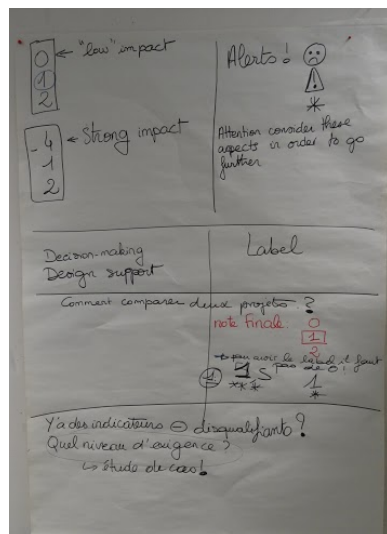 0 ← "low" impact
1
2
-4 ← Strong impact
1
2
Alerts! ☹
⚠
*
Attention consider these
aspects in order to go
further
Decision-making
Design support
Label
Comment comparer deux projets ?
note finale: 0
1
2
→ pour avoir le label il faut
pas de 0!
1 S
***
1
*
Y'a des indicateurs ⊖ disqualifiants?
Quel niveau d'exigence?
↳ étude de cas!